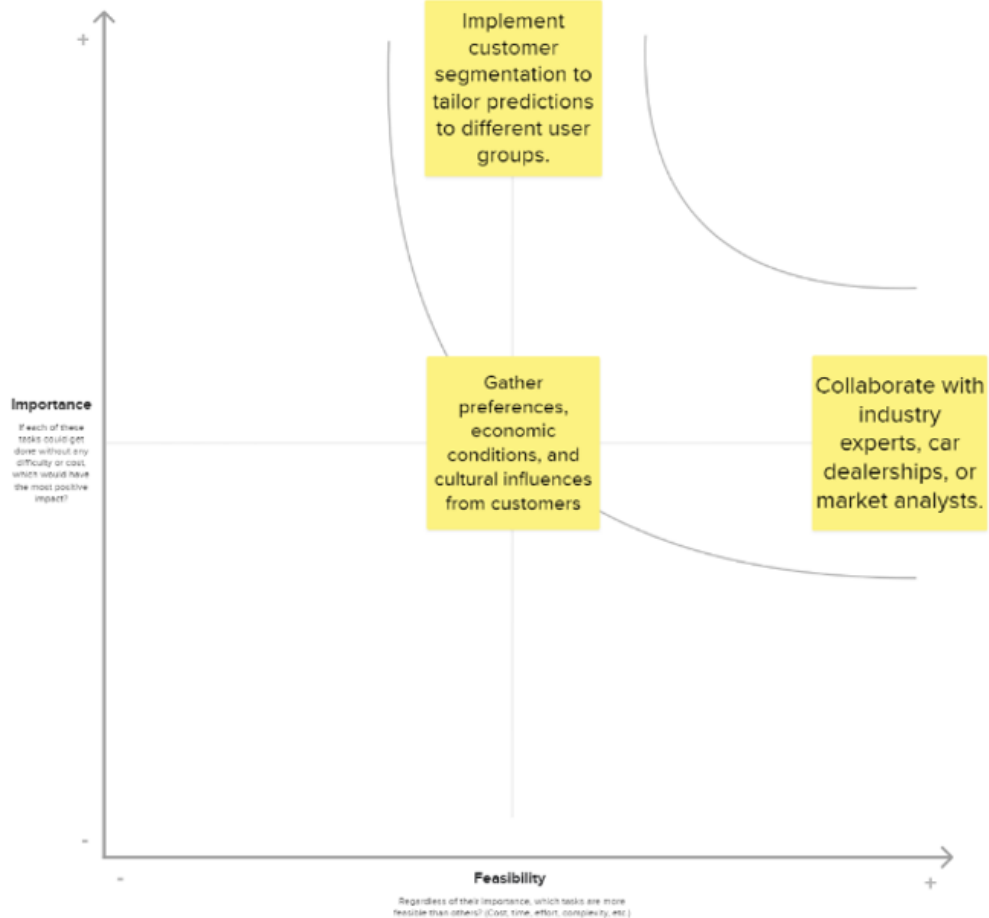 +
Implement
customer
segmentation to
tailor predictions
to different user
groups.
Importance
If each of these
tasks could get
done without any
difficulty or cost,
which would have
the most positive
impact?
Gather
preferences,
economic
conditions, and
cultural influences
from customers
Collaborate with
industry
experts, car
dealerships, or
market analysts.
-
-
Feasibility
+
Regardless of their importance, which tasks are more
feasible than others? (Cost, time, effort, complexity, etc.)